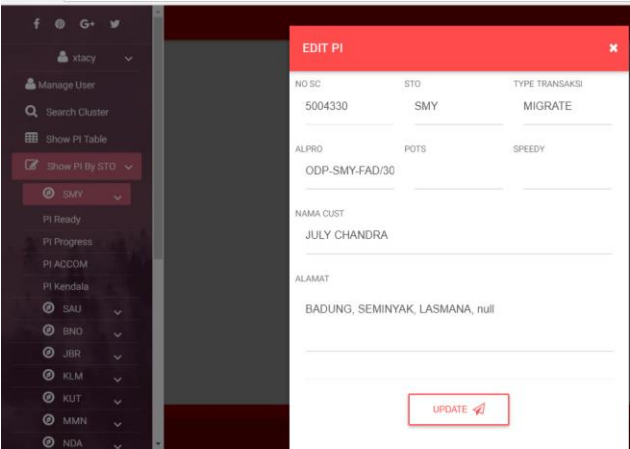 f G+
xtacy
Manage User
Search Cluster
Show PI Table
Show PI By STO
SMY
PI Ready
PI Progress
PI ACCOM
PI Kendala
SAU
BNO
JBR
KLM
KUT
MMN
NDA
EDIT PI
NO SC STO TYPE TRANSAKSI
5004330 SMY MIGRATE
ALPRO POTS SPEEDY
ODP-SMY-FAD/30
NAMA CUST
JULY CHANDRA
ALAMAT
BADUNG, SEMINYAK, LASMANA, null
UPDATE